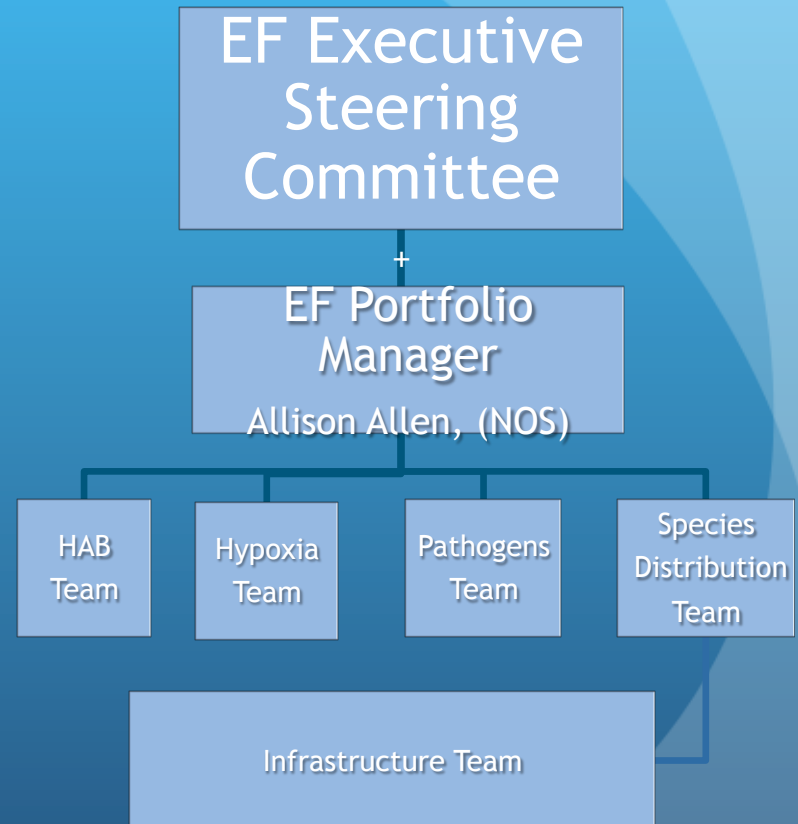 EF Executive
Steering
Committee
+
EF Portfolio
Manager
Allison Allen, (NOS)
HAB
Team
Hypoxia
Team
Pathogens
Team
Species
Distribution
Team
Infrastructure Team